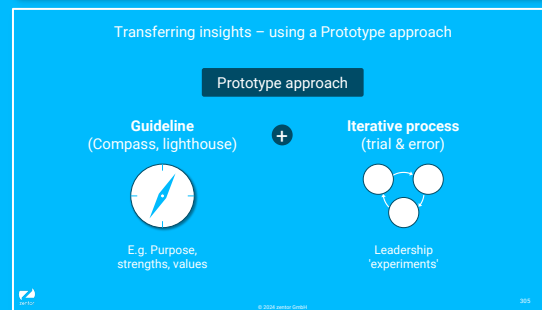 Transferring insights – using a Prototype approach
Prototype approach
Guideline
(Compass, lighthouse)
+
Iterative process
(trial & error)
E.g. Purpose,
strengths, values
Leadership
'experiments'
zentor
© 2024 zentor GmbH
305